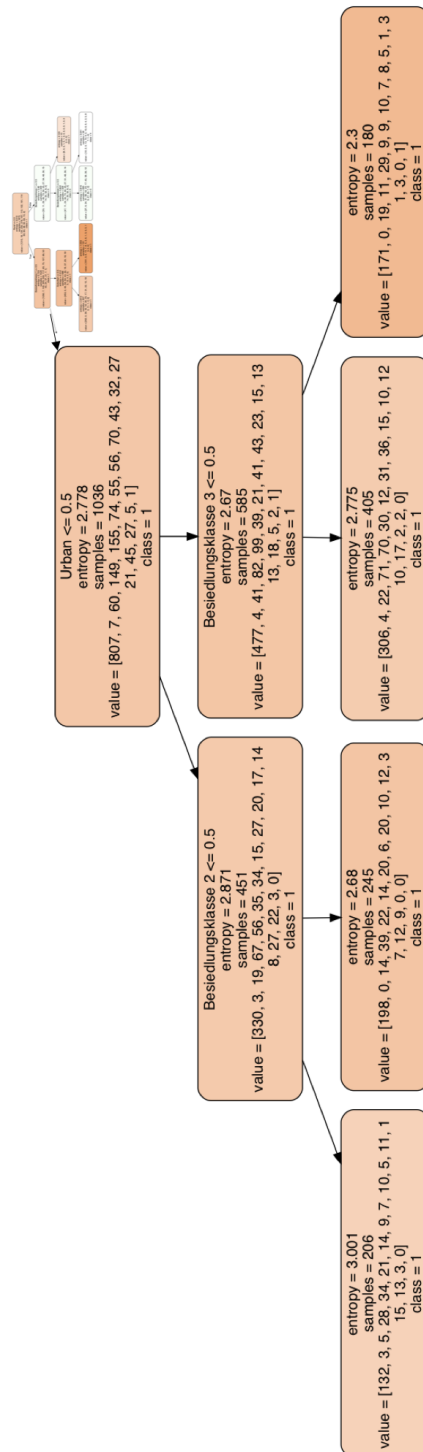 Urban <= 0.5
entropy = 2.778
samples = 1036
value = [807, 7, 60, 149, 155, 74, 55, 56, 70, 43, 32, 27
21, 45, 27, 5, 1]
class = 1
Besiedlungsklasse 2 <= 0.5
entropy = 2.871
samples = 451
value = [330, 3, 19, 67, 56, 35, 34, 15, 27, 20, 17, 14
8, 27, 22, 3, 0]
class = 1
Besiedlungsklasse 3 <= 0.5
entropy = 2.67
samples = 585
value = [477, 4, 41, 82, 99, 39, 21, 41, 43, 23, 15, 13
13, 18, 5, 2, 1]
class = 1
entropy = 3.001
samples = 206
value = [132, 3, 5, 28, 34, 21, 14, 9, 7, 10, 5, 11, 1
15, 13, 3, 0]
class = 1
entropy = 2.68
samples = 245
value = [198, 0, 14, 39, 22, 14, 20, 6, 20, 10, 12, 3
7, 12, 9, 0, 0]
class = 1
entropy = 2.775
samples = 405
value = [306, 4, 22, 71, 70, 30, 12, 31, 36, 15, 10, 12
10, 17, 2, 2, 0]
class = 1
entropy = 2.3
samples = 180
value = [171, 0, 19, 11, 29, 9, 9, 10, 7, 8, 5, 1, 3
1, 3, 0, 1]
class = 1